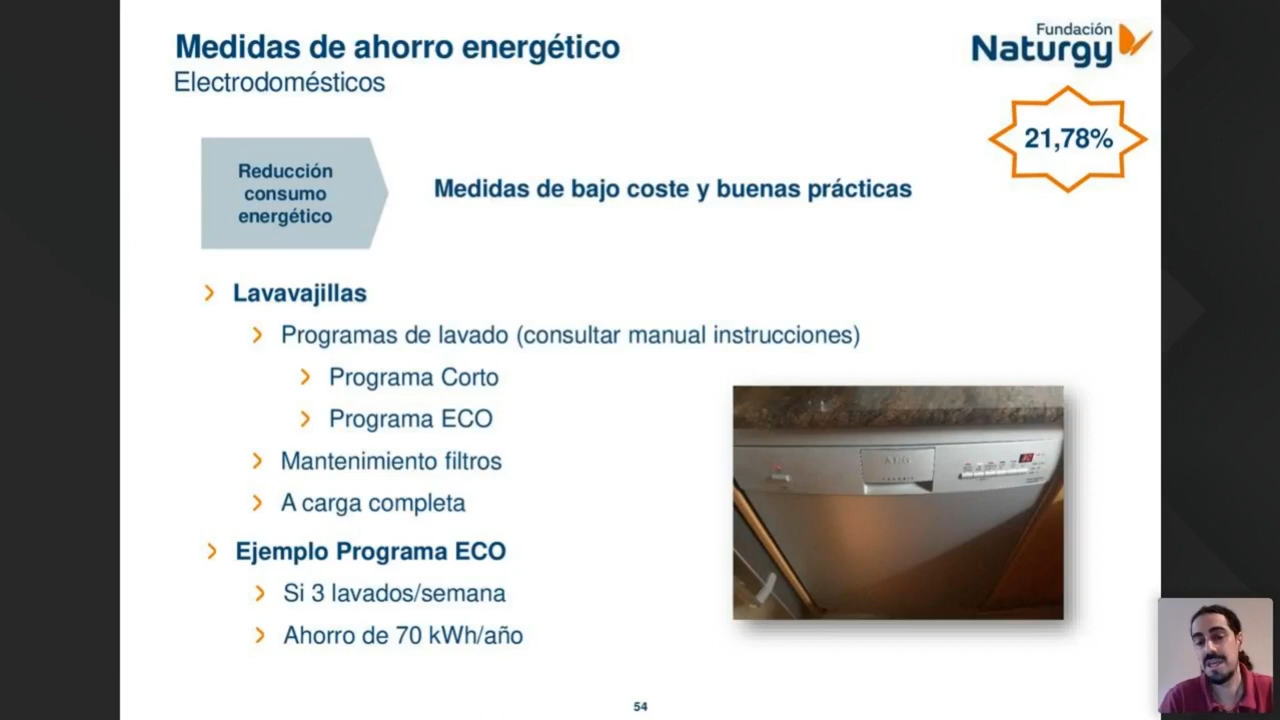 Medidas de ahorro energético
Electrodomésticos
Fundación
Naturgy
21,78%
Reducción
consumo
energético
Medidas de bajo coste y buenas prácticas
Lavavajillas
Programas de lavado (consultar manual instrucciones)
Programa Corto
Programa ECO
Mantenimiento filtros
A carga completa
AEG
Ejemplo Programa ECO
Si 3 lavados/semana
Ahorro de 70 kWh/año
54